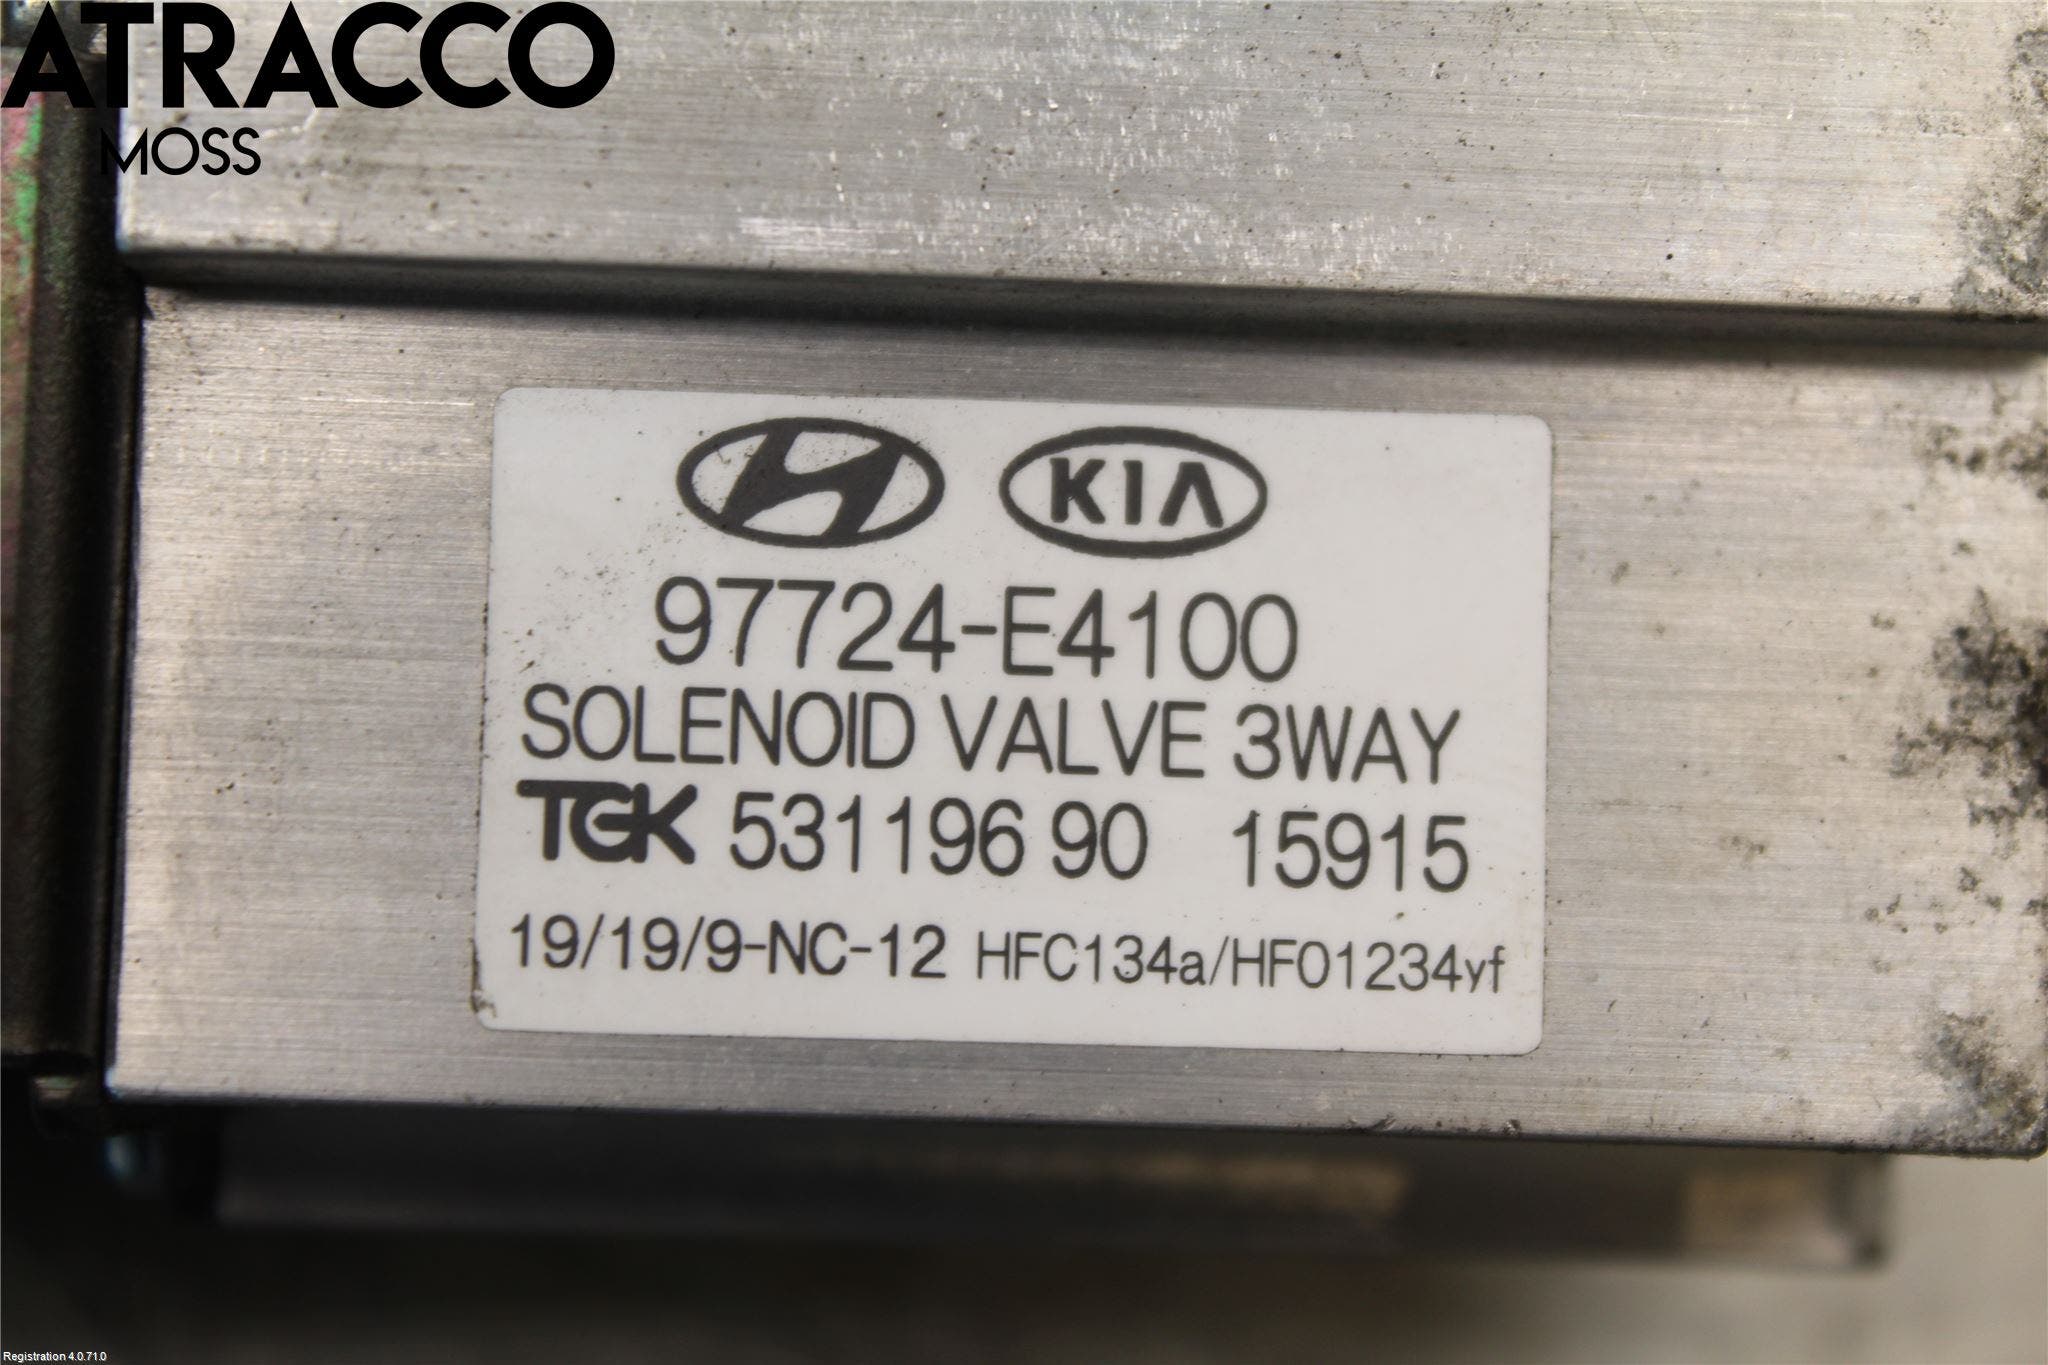 ATRACCO
MOSS
KIA
97724-E4100
SOLENOID VALVE 3WAY
TGK 531196 90 15915
19/19/9-NC-12 HFC134a/HFO1234yf
Registration 4.0.71.0